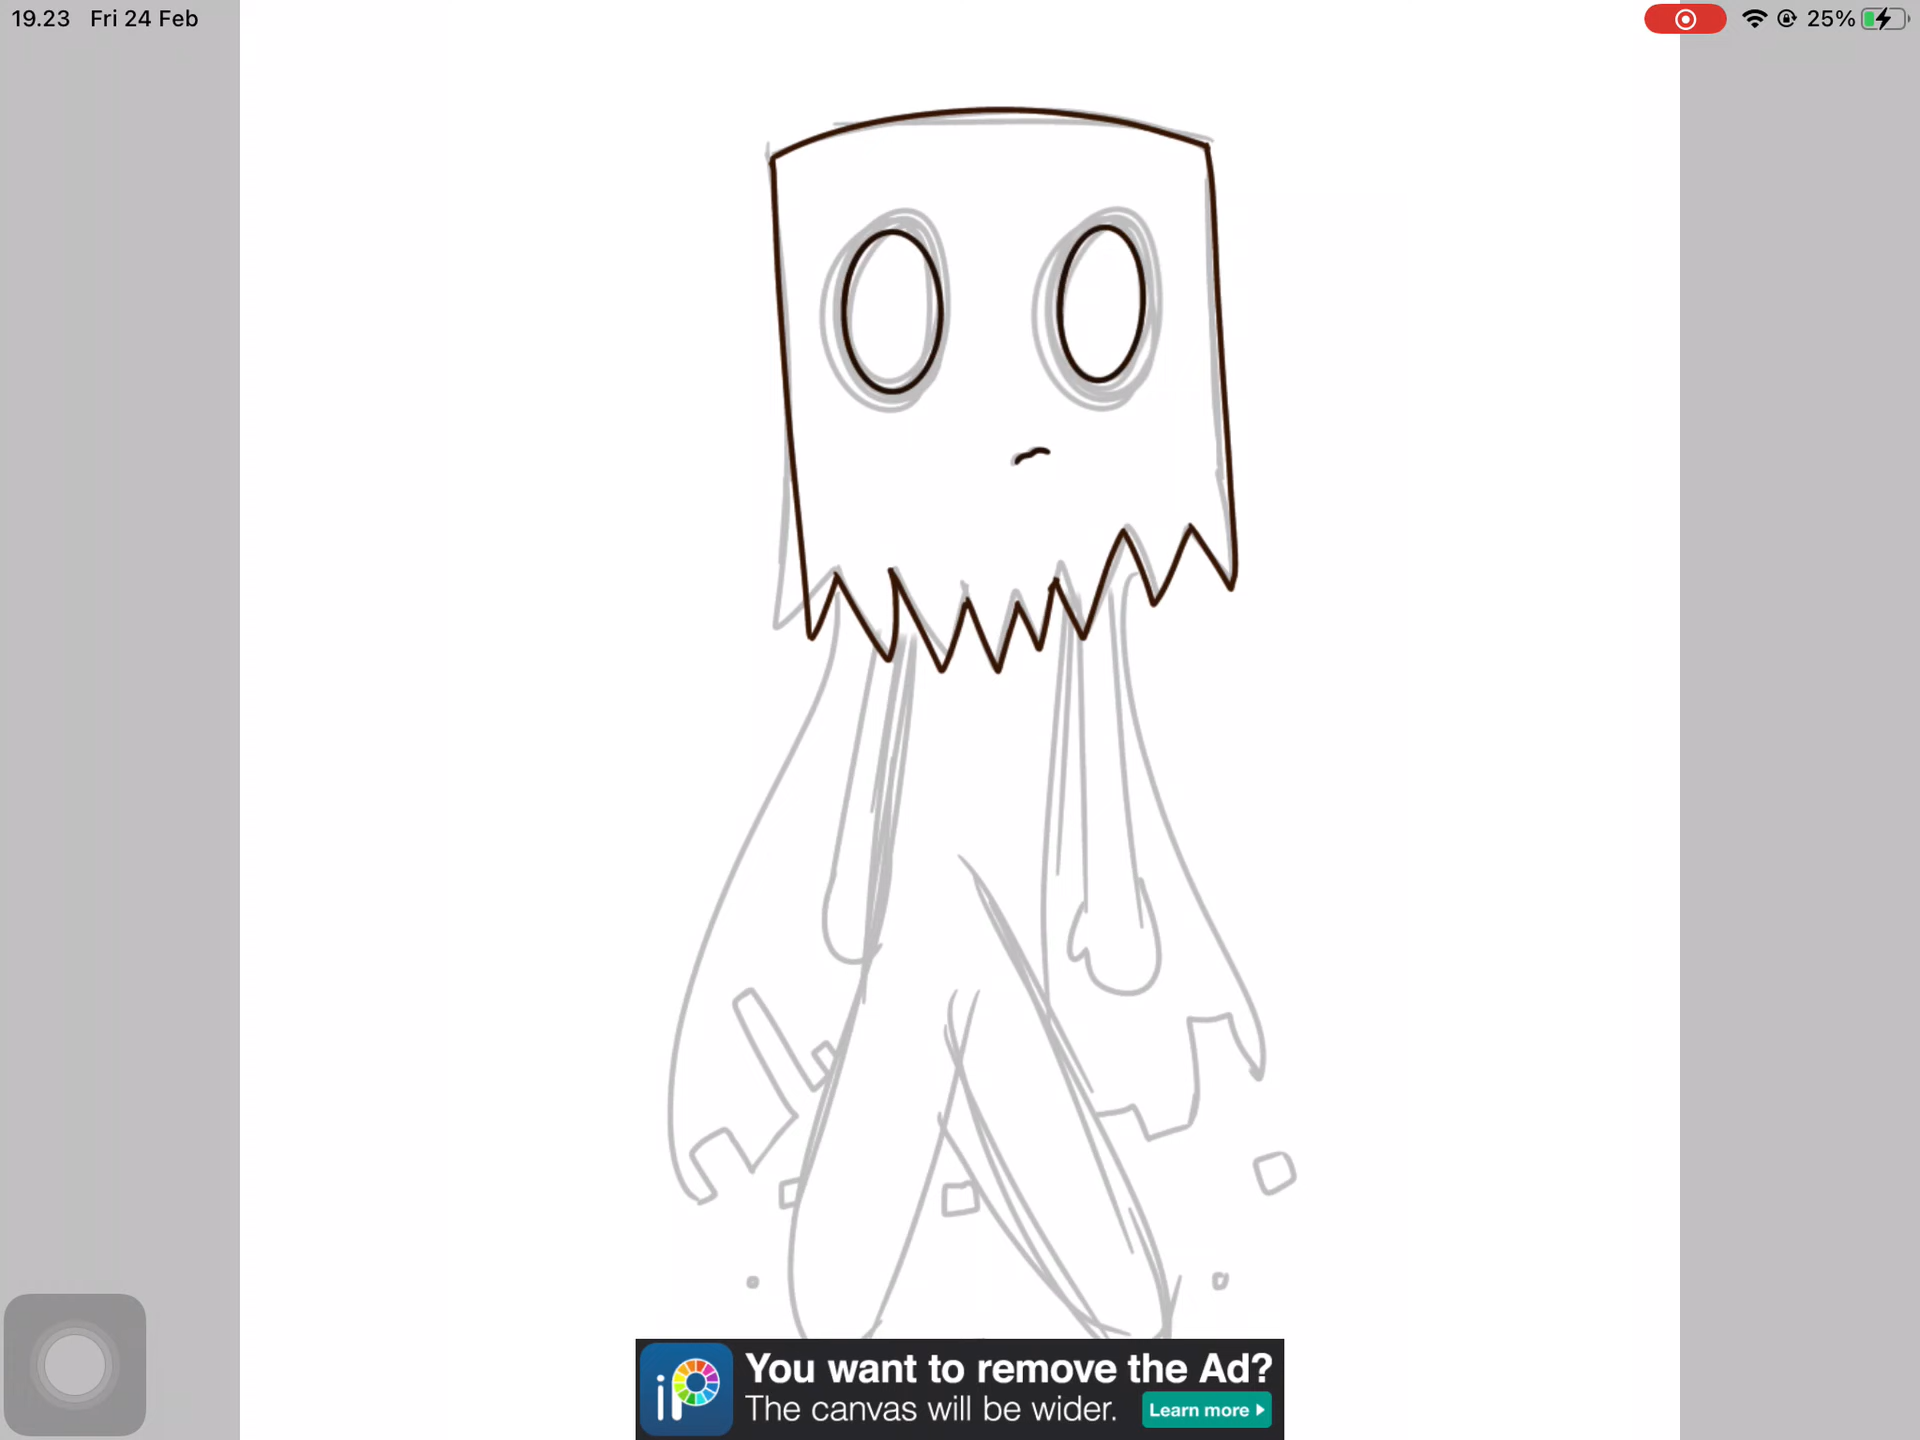 19.23 Fri 24 Feb
25%
iP
You want to remove the Ad?
The canvas will be wider.
Learn more